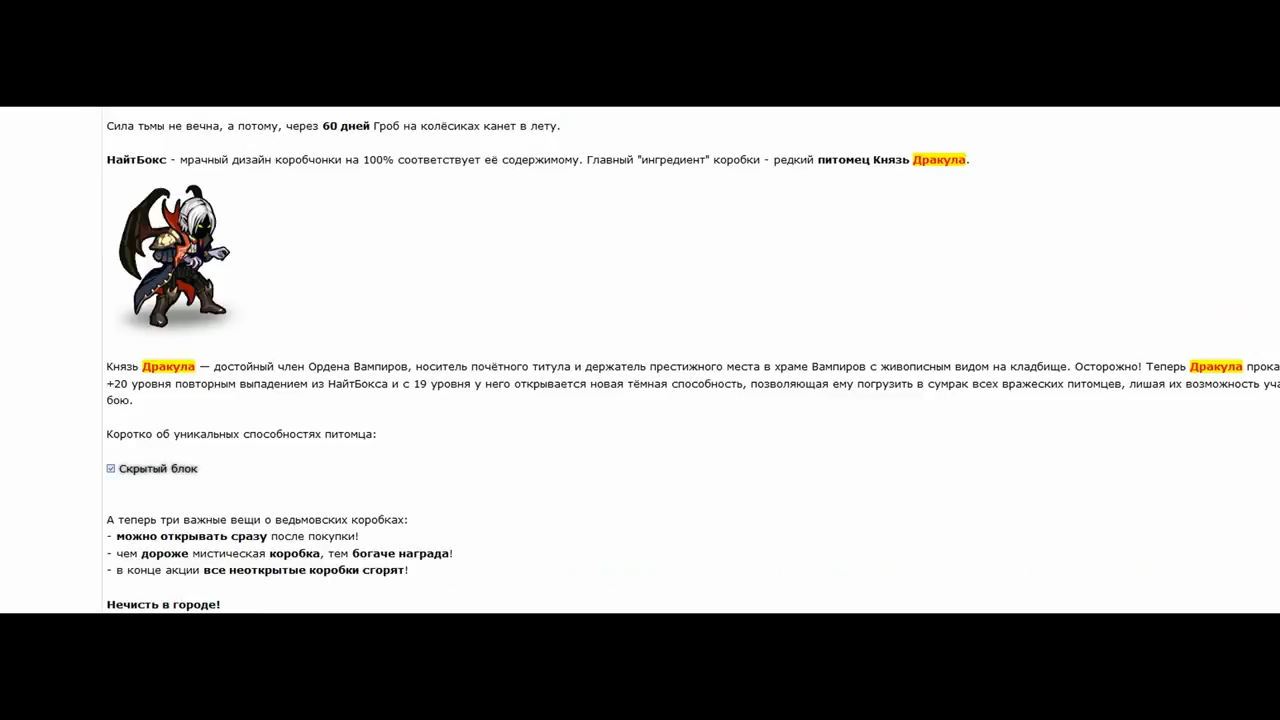 Сила тьмы не вечна, а потому, через 60 дней Гроб на колёсиках канет в лету.
НайтБокс - мрачный дизайн коробчонки на 100% соответствует её содержимому. Главный "ингредиент" коробки - редкий питомец Князь Дракула.
Князь Дракула — достойный член Ордена Вампиров, носитель почётного титула и держатель престижного места в храме Вампиров с живописным видом на кладбище. Осторожно! Теперь Дракула
+20 уровня повторным выпадением из НайтБокса и с 19 уровня у него открывается новая тёмная способность, позволяющая ему погрузить в сумрак всех вражеских питомцев, лишая их возможность
бою.
Коротко об уникальных способностях питомца:
Скрытый блок
А теперь три важные вещи о ведьмовских коробках:
- можно открывать сразу после покупки!
- чем дороже мистическая коробка, тем богаче награда!
- в конце акции все неоткрытые коробки сгорят!
Нечисть в городе!